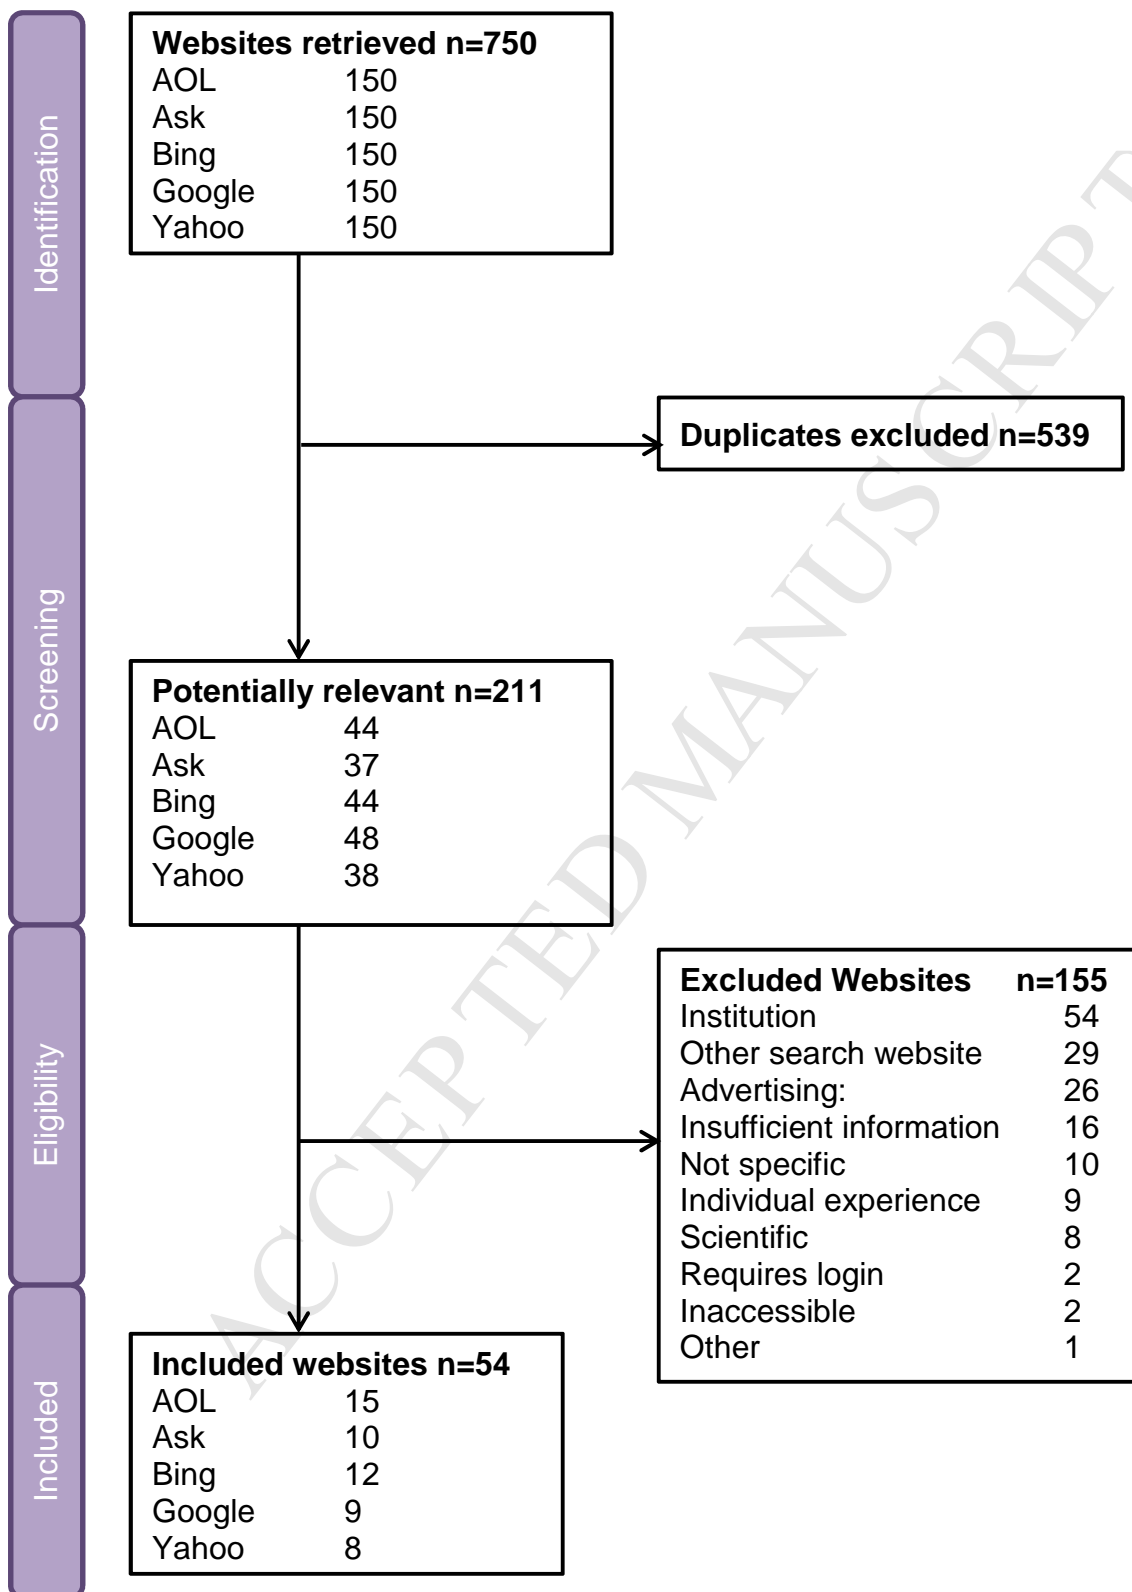 Identification
Websites retrieved n=750
AOL 150
Ask 150
Bing 150
Google 150
Yahoo 150
Screening
Duplicates excluded n=539
Potentially relevant n=211
AOL 44
Ask 37
Bing 44
Google 48
Yahoo 38
Eligibility
Excluded Websites n=155
Institution 54
Other search website 29
Advertising: 26
Insufficient information 16
Not specific 10
Individual experience 9
Scientific 8
Requires login 2
Inaccessible 2
Other 1
Included
Included websites n=54
AOL 15
Ask 10
Bing 12
Google 9
Yahoo 8
ACCEPTED MANUSCRIPT